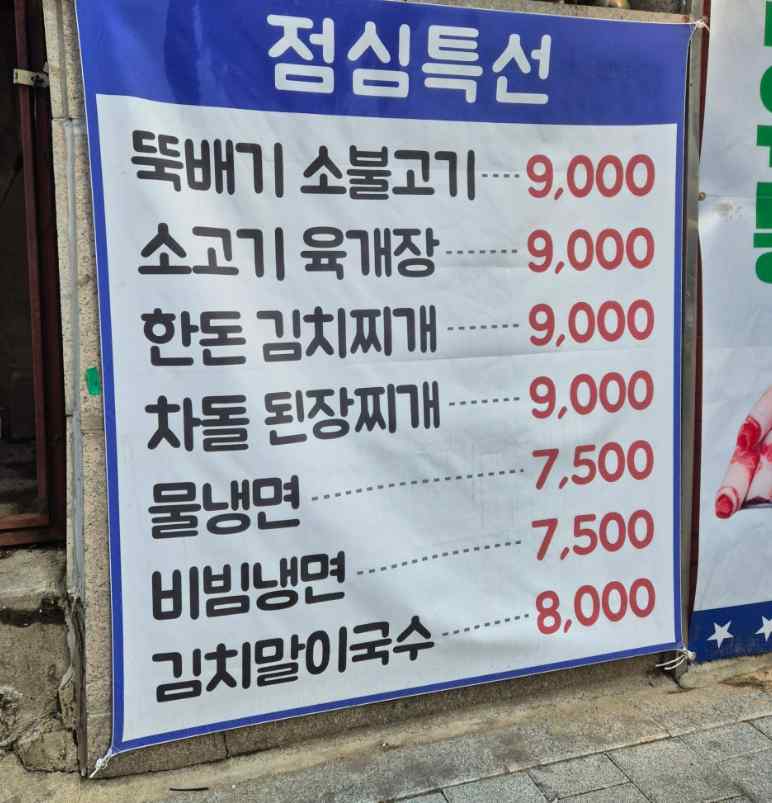 점심특선
뚝배기 소불고기 ---- 9,000
소고기 육개장 -------- 9,000
한돈 김치찌개 -------- 9,000
차돌 된장찌개 -------- 9,000
물냉면 ---------------------- 7,500
비빔냉면 ----------------- 7,500
김치말이국수 --------- 8,000